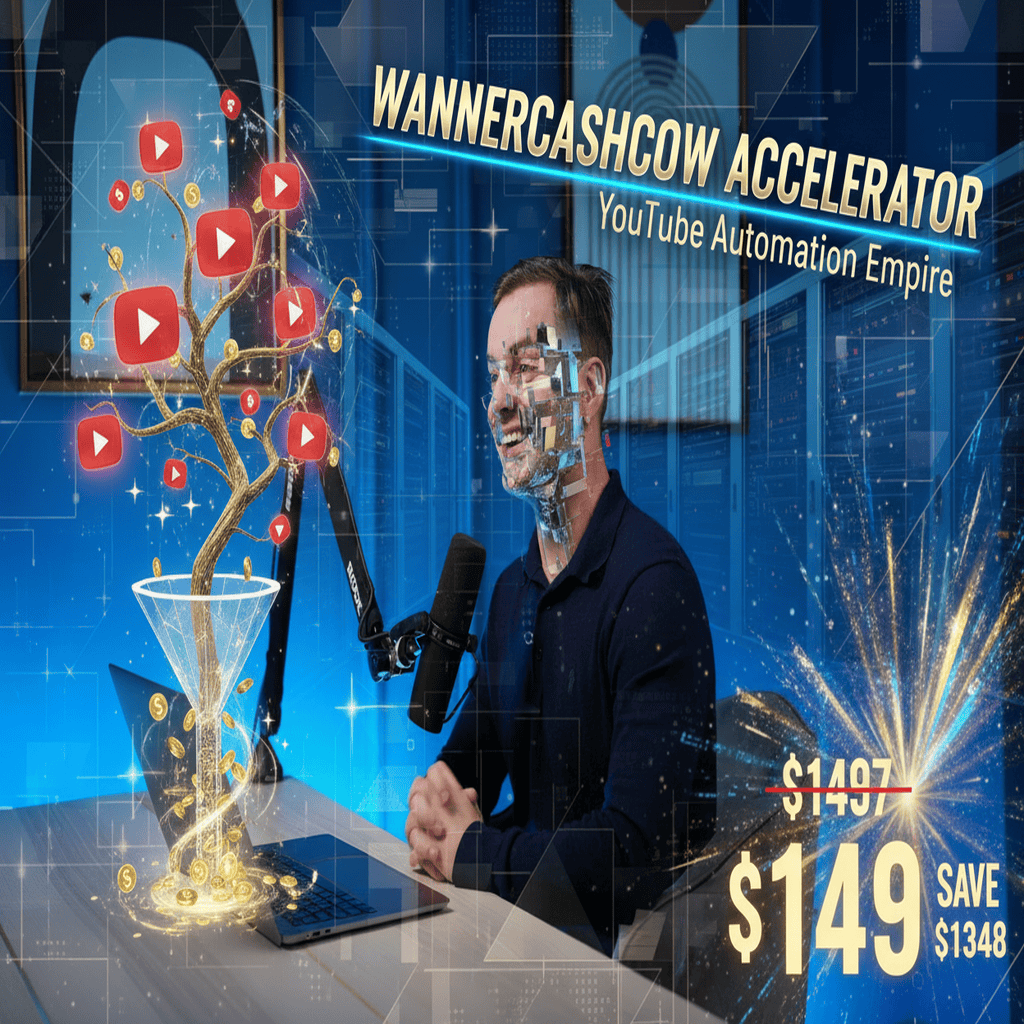 WANNERCASHCOW ACCELERATOR
YouTube Automation Empire
$1497
$149
SAVE
$1348